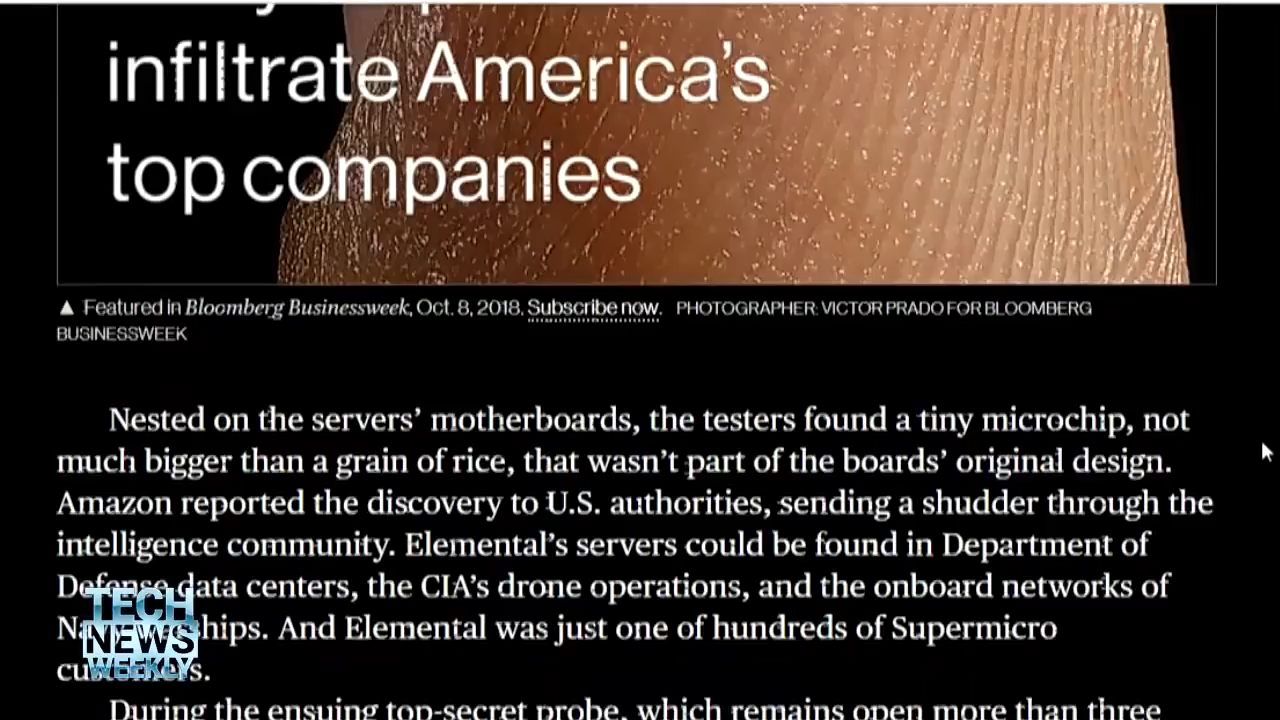 infiltrate America's
top companies
▲ Featured in Bloomberg Businessweek, Oct. 8, 2018. Subscribe now. PHOTOGRAPHER: VICTOR PRADO FOR BLOOMBERG
BUSINESSWEEK
Nested on the servers' motherboards, the testers found a tiny microchip, not
much bigger than a grain of rice, that wasn't part of the boards' original design.
Amazon reported the discovery to U.S. authorities, sending a shudder through the
intelligence community. Elemental's servers could be found in Department of
Defense data centers, the CIA's drone operations, and the onboard networks of
Navy warships. And Elemental was just one of hundreds of Supermicro
customers.
During the ensuing top-secret probe, which remains open more than three
TECH
NEWS
WEEKLY